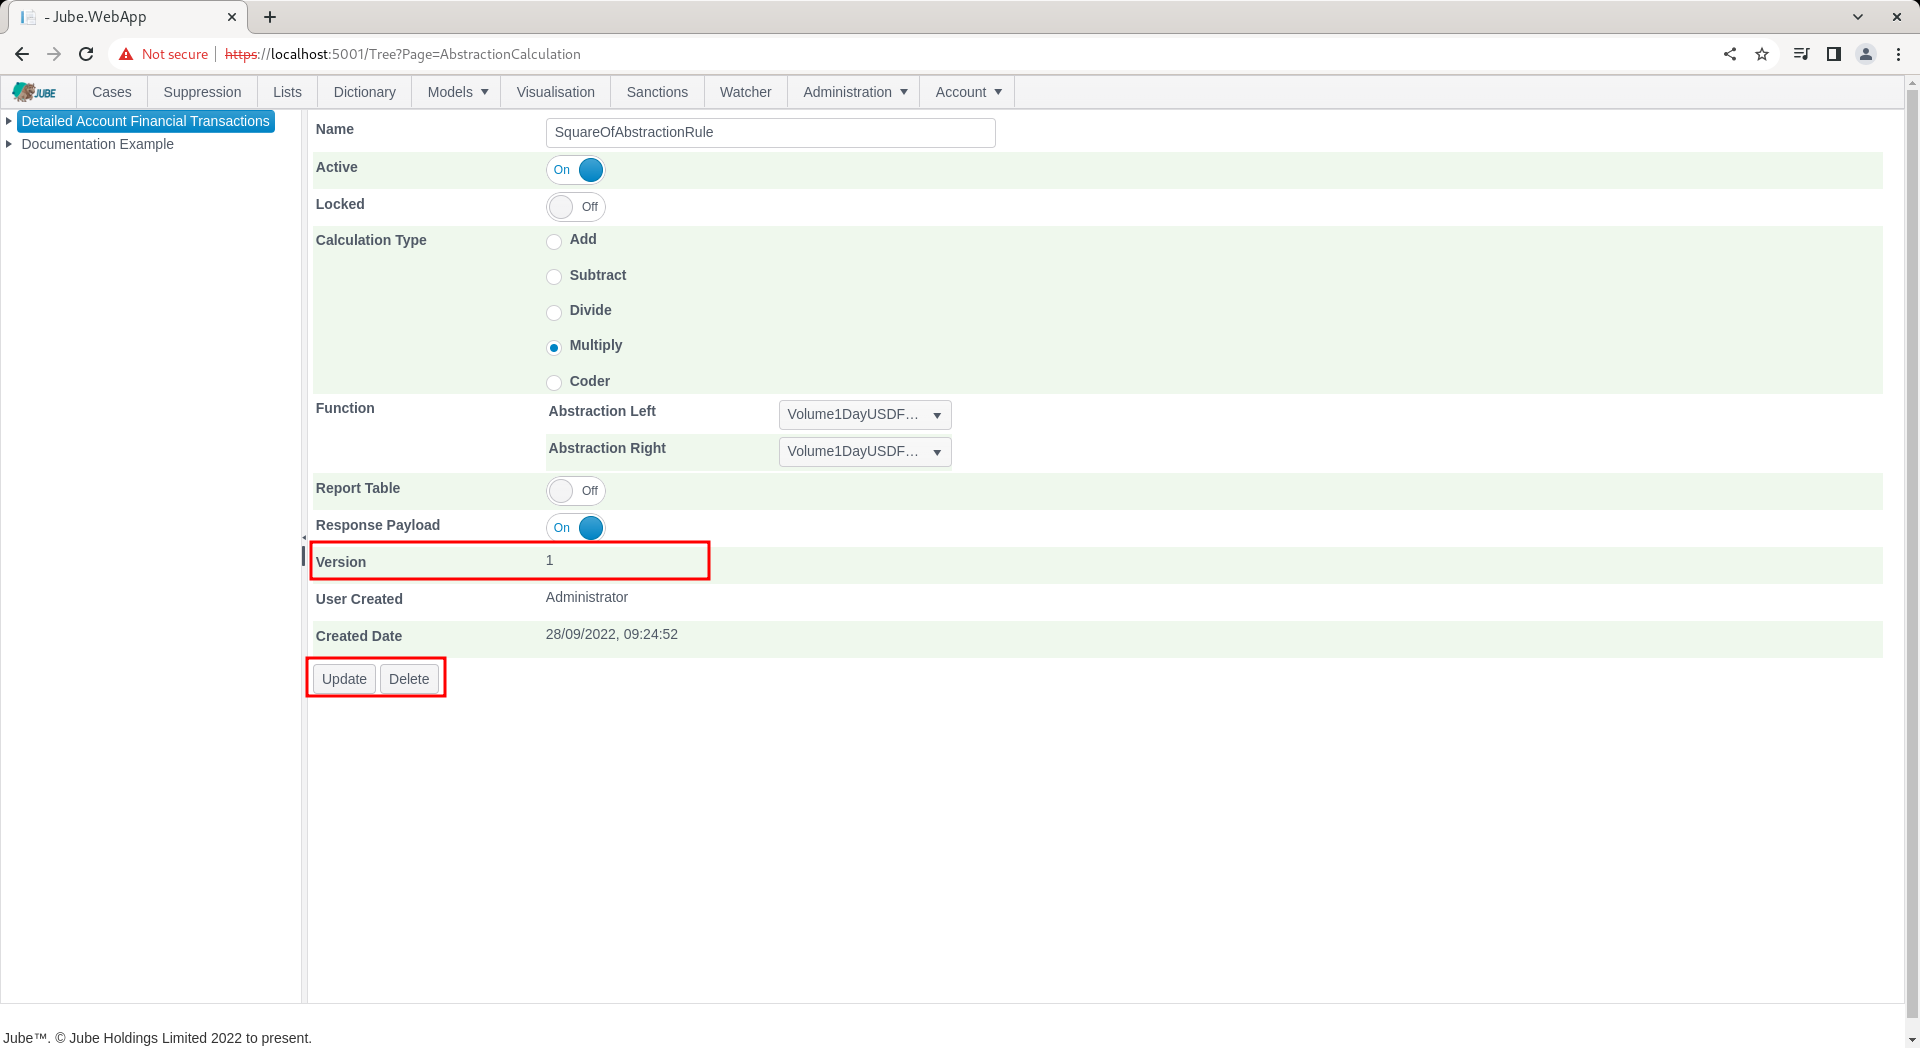 - Jube.WebApp
Not secure https://localhost:5001/Tree?Page=AbstractionCalculation
JUBE Cases Suppression Lists Dictionary Models Visualisation Sanctions Watcher Administration Account
Detailed Account Financial Transactions
Documentation Example
Name SquareOfAbstractionRule
Active On
Locked Off
Calculation Type Add
Subtract
Divide
Multiply
Coder
Function Abstraction Left Volume1DayUSDF...
Abstraction Right Volume1DayUSDF...
Report Table Off
Response Payload On
Version 1
User Created Administrator
Created Date 28/09/2022, 09:24:52
Update Delete
Jube™. © Jube Holdings Limited 2022 to present.